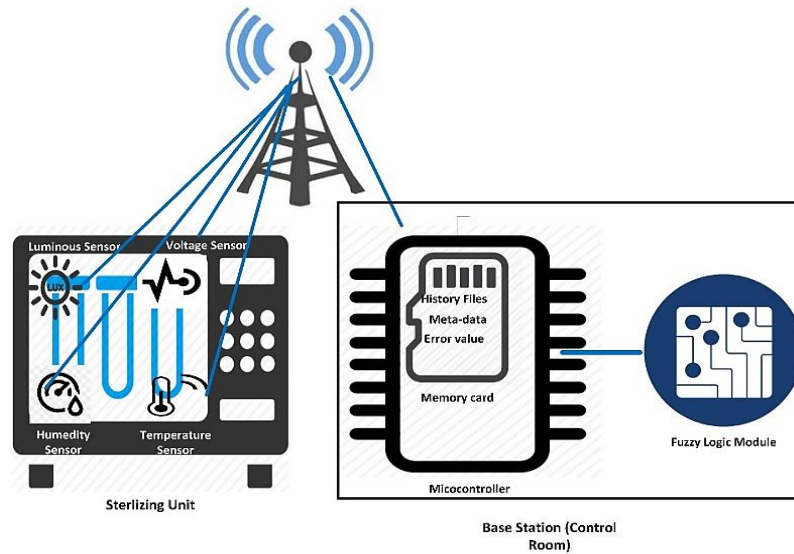 Luminous Sensor
Voltage Sensor
LUX
Humidity
Sensor
Temperature
Sensor
Sterlizing Unit
History Files
Meta-data
Error value
Memory card
Micocontroller
Fuzzy Logic Module
Base Station (Control
Room)